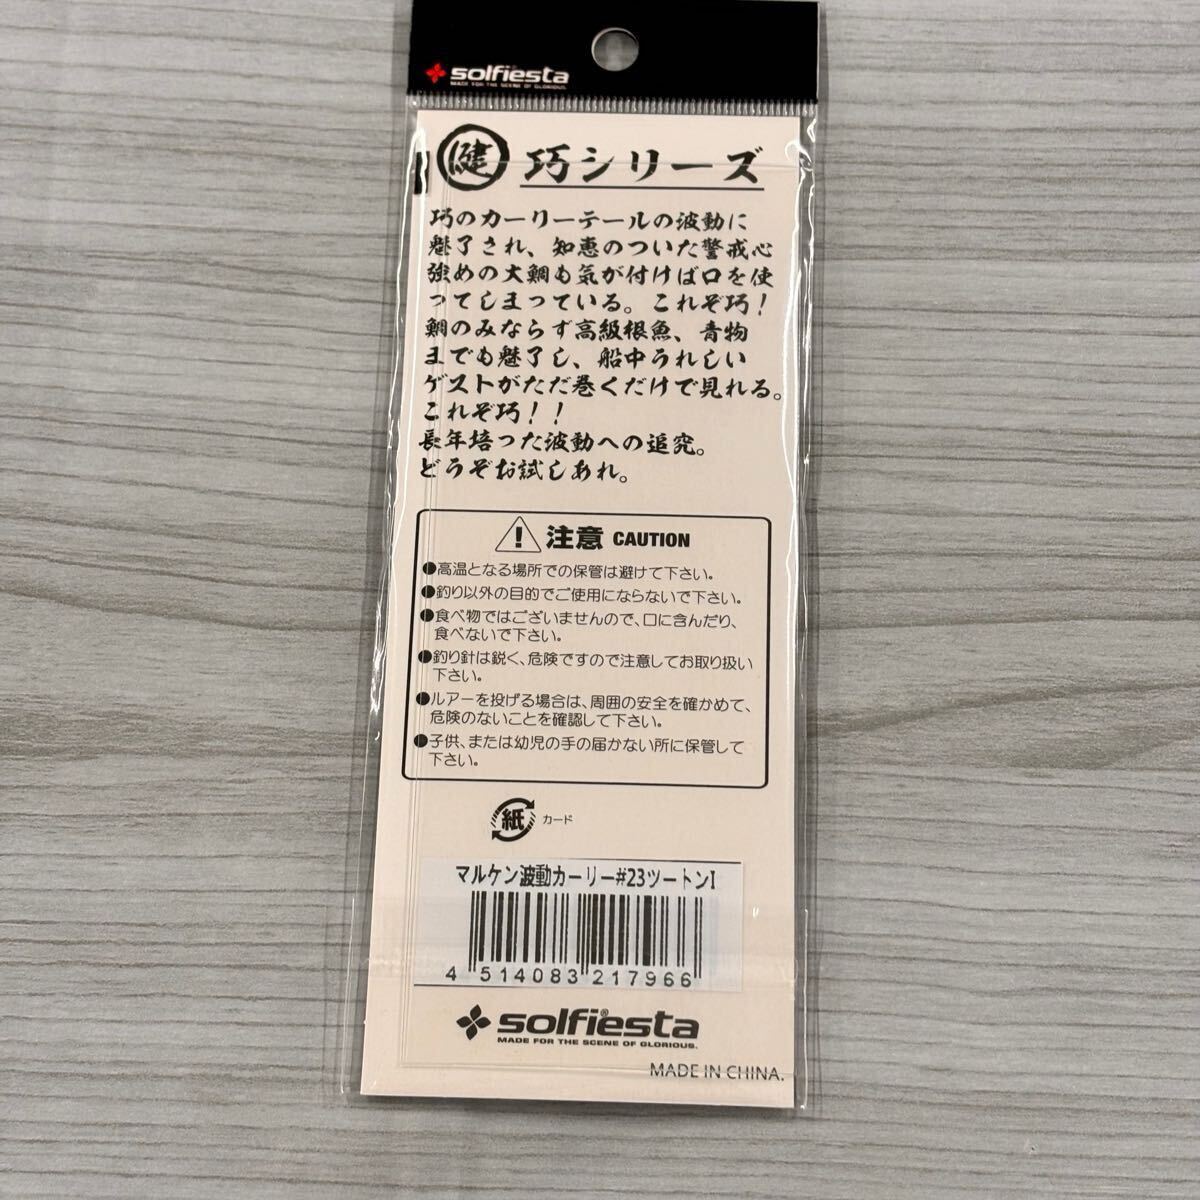 solfiesta
MADE FOR THE SCENE OF GLORIOUS.
健 巧シリーズ
巧のカーリーテールの波動に
魅了され、知恵のついた警戒心
強めの大鯛も気が付けば口を使
ってしまっている。これぞ巧!
鯛のみならず高級根魚、青物
までも魅了し、船中うれしい
ゲストがただ巻くだけで見れる。
これぞ巧!!
長年培った波動への追究。
どうぞお試しあれ。
注意 CAUTION
●高温となる場所での保管は避けて下さい。
●釣り以外の目的でご使用にならないで下さい。
●食べ物ではございませんので、口に含んだり、
食べないで下さい。
●釣り針は鋭く、危険ですので注意してお取り扱い
下さい。
●ルアーを投げる場合は、周囲の安全を確かめて、
危険のないことを確認して下さい。
●子供、または幼児の手の届かない所に保管して
下さい。
紙 カード
マルケン波動カーリー#23ツートンI
4 514083 217966
solfiesta®
MADE FOR THE SCENE OF GLORIOUS.
MADE IN CHINA.